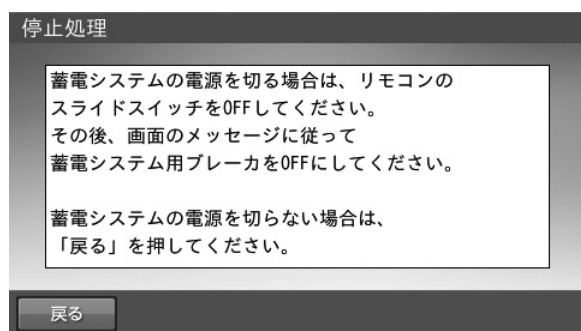 停止処理
蓄電システムの電源を切る場合は、リモコンの
スライドスイッチをOFFしてください。
その後、画面のメッセージに従って
蓄電システム用ブレーカをOFFにしてください。
蓄電システムの電源を切らない場合は、
「戻る」を押してください。
戻る